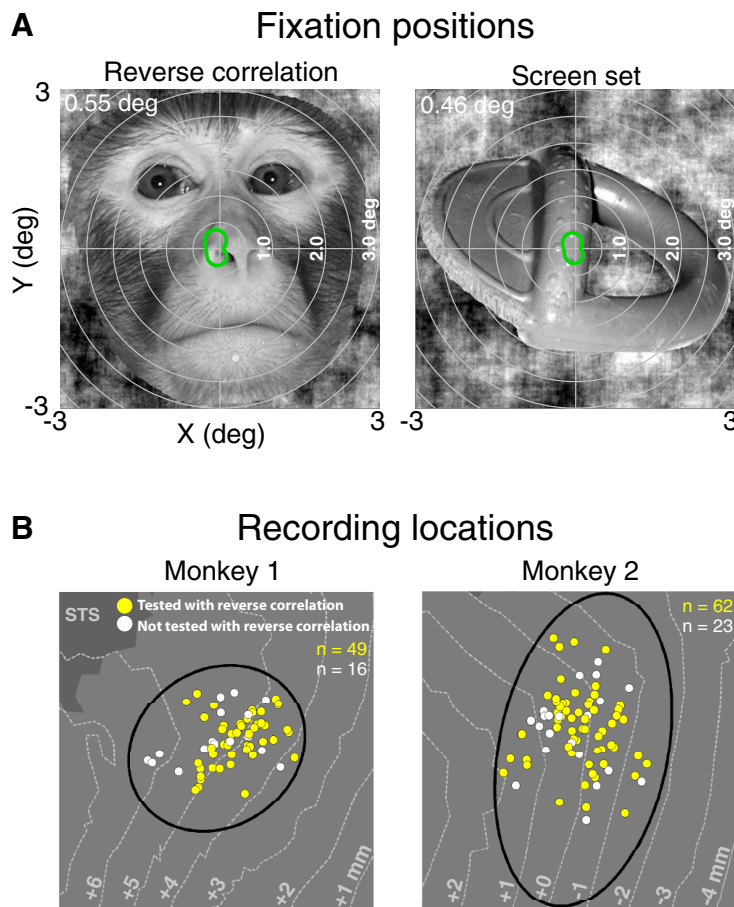 A Fixation positions
Reverse correlation
Screen set
3
0.55 deg
0.46 deg
Y (deg)
1.0
2.0
3.0 deg
1.0
2.0
3.0 deg
-3
-3
X (deg)
3
-3
3
B Recording locations
Monkey 1
Monkey 2
STS
Tested with reverse correlation
Not tested with reverse correlation
n = 49
n = 16
n = 62
n = 23
+6
+5
+4
+3
+2
+1 mm
+2
+1
+0
-1
-2
-3
-4 mm